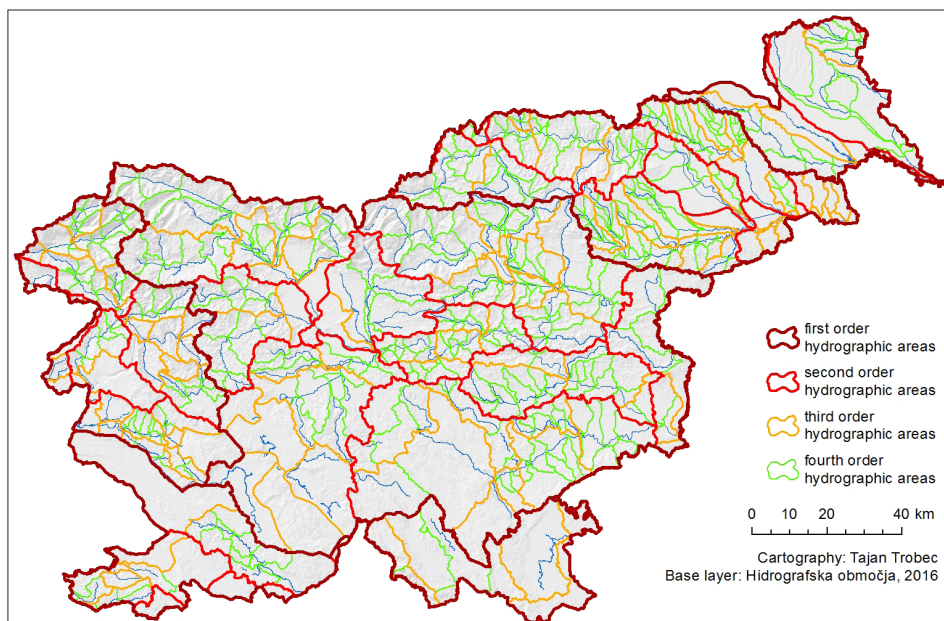 first order
hydrographic areas
second order
hydrographic areas
third order
hydrographic areas
fourth order
hydrographic areas
0 10 20 40 km
Cartography: Tajan Trobec
Base layer: Hidrografska območja, 2016